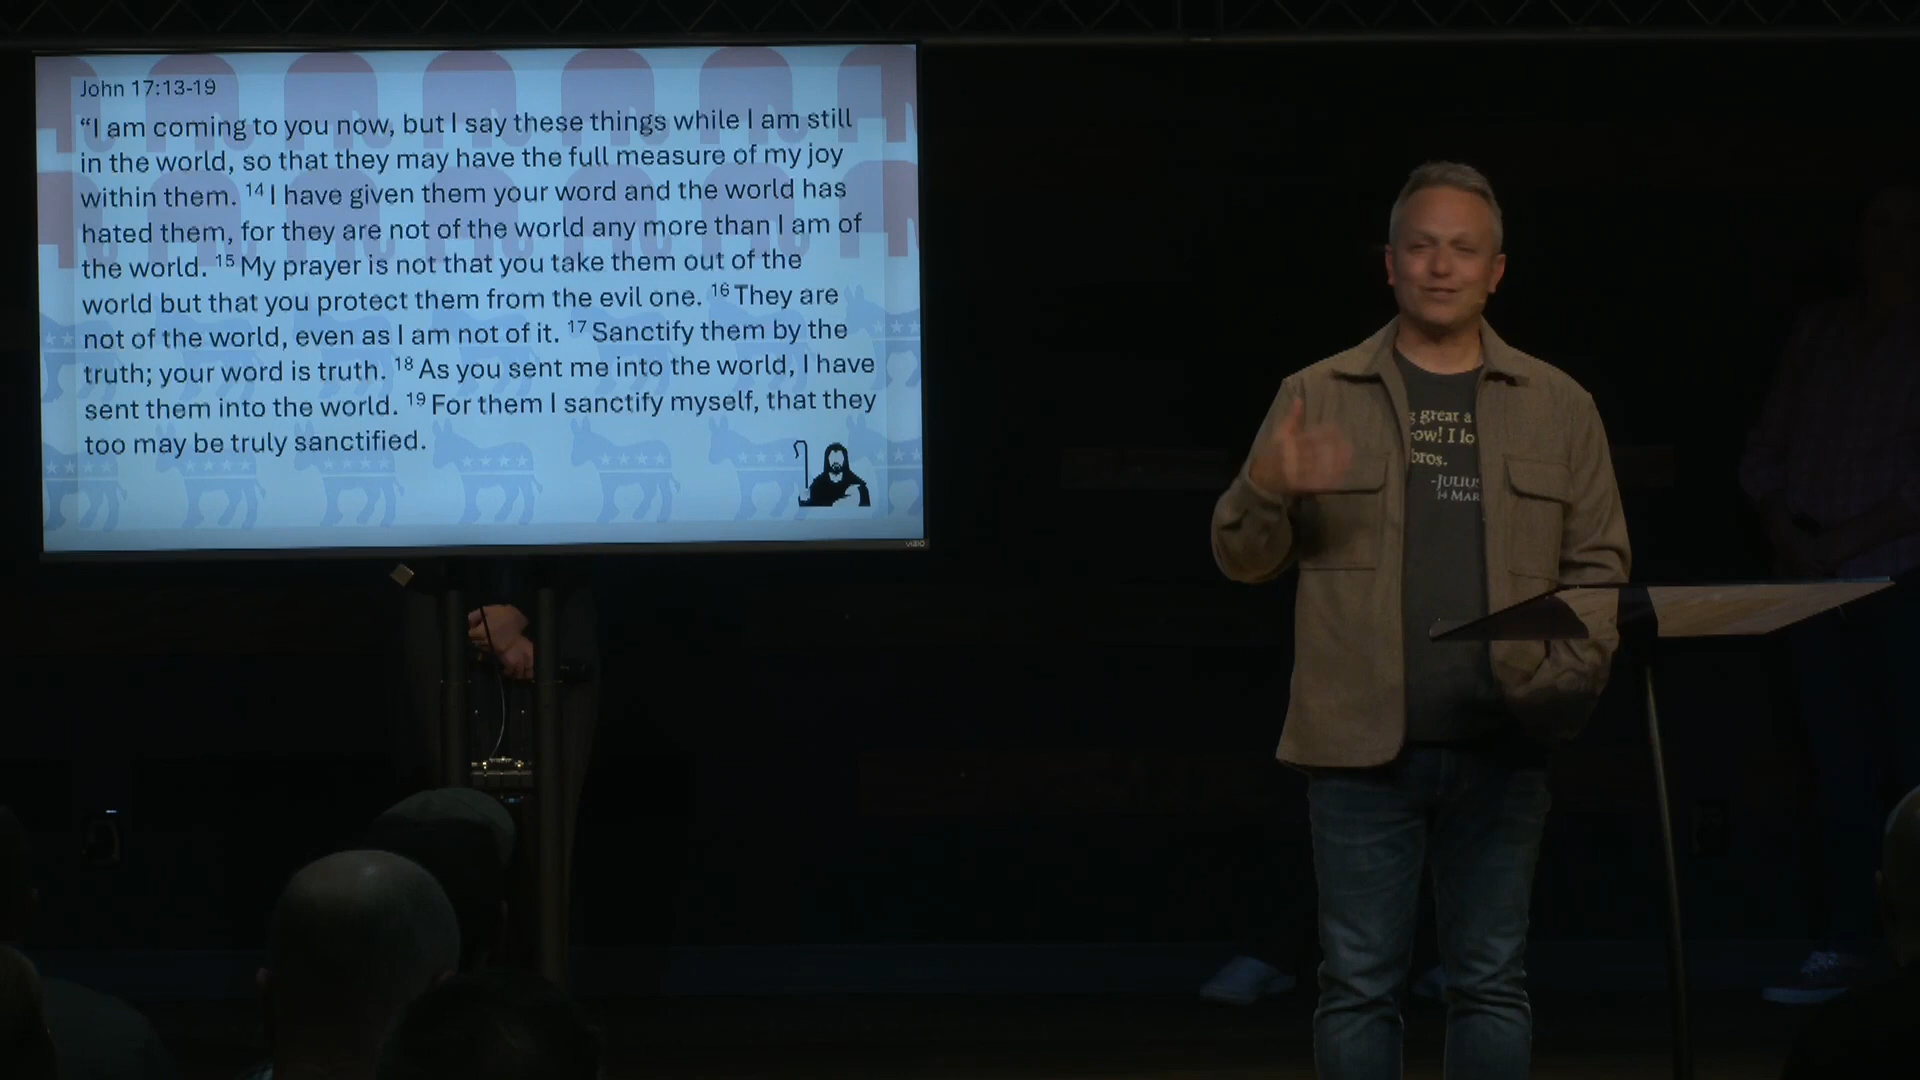 John 17:13-19
“I am coming to you now, but I say these things while I am still
in the world, so that they may have the full measure of my joy
within them. 14 I have given them your word and the world has
hated them, for they are not of the world any more than I am of
the world. 15 My prayer is not that you take them out of the
world but that you protect them from the evil one. 16 They are
not of the world, even as I am not of it. 17 Sanctify them by the
truth; your word is truth. 18 As you sent me into the world, I have
sent them into the world. 19 For them I sanctify myself, that they
too may be truly sanctified.
VIZIO
great a
ow! I lo
bros.
-JULIUS
14 MAR